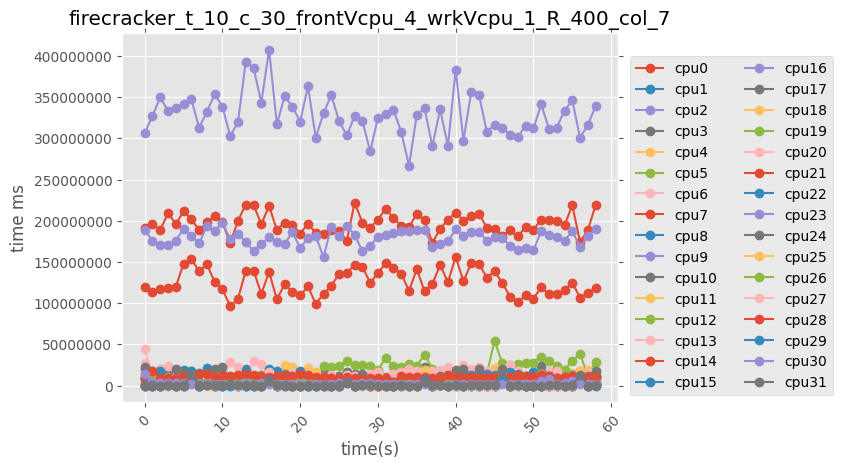 firecracker_t_10_c_30_frontVcpu_4_wrkVcpu_1_R_400_col_7
400000000
350000000
300000000
250000000
200000000
150000000
100000000
50000000
0
time ms
0
10
20
30
40
50
60
time(s)
cpu0
cpu1
cpu2
cpu3
cpu4
cpu5
cpu6
cpu7
cpu8
cpu9
cpu10
cpu11
cpu12
cpu13
cpu14
cpu15
cpu16
cpu17
cpu18
cpu19
cpu20
cpu21
cpu22
cpu23
cpu24
cpu25
cpu26
cpu27
cpu28
cpu29
cpu30
cpu31